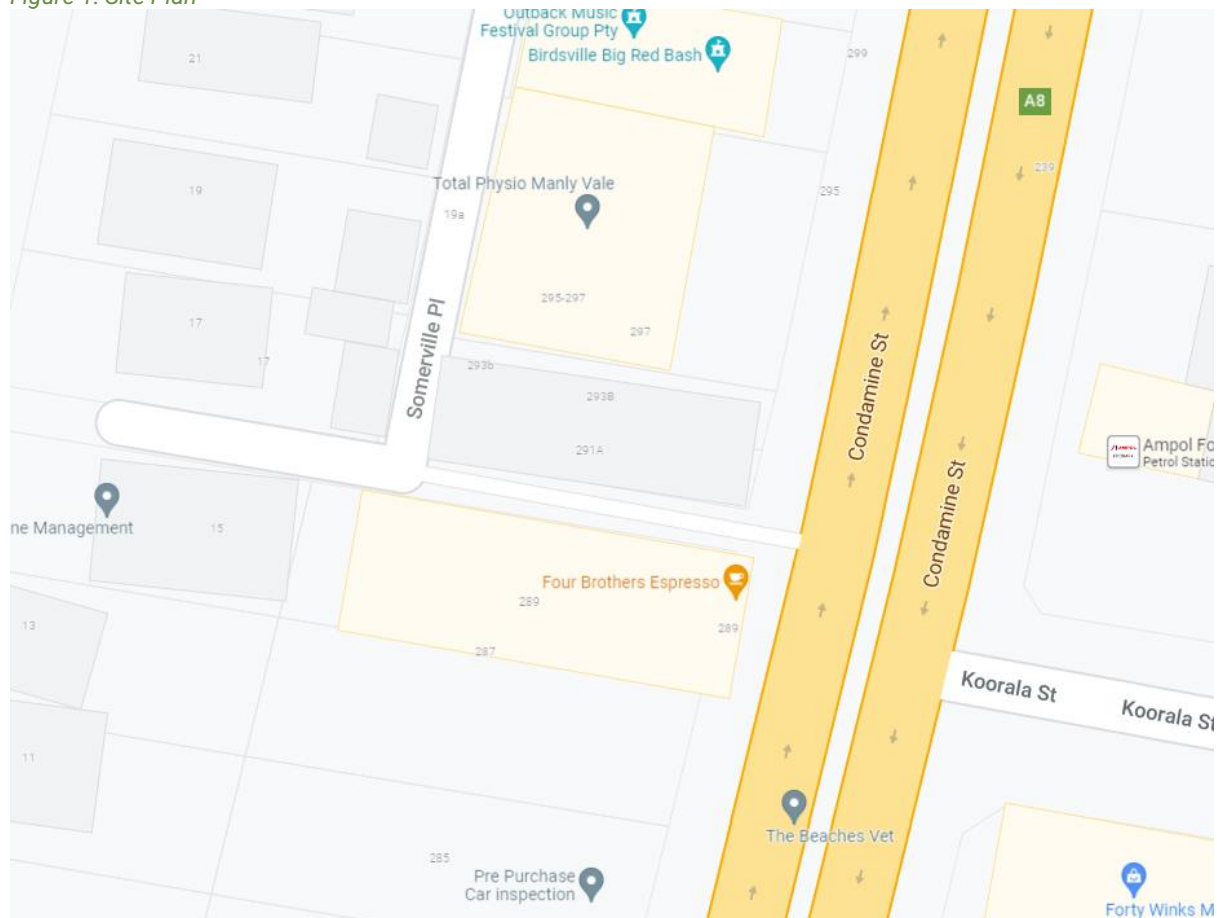 Figure 1: Site Plan
Outback Music
Festival Group Pty
Birdsville Big Red Bash
299
21
A8
239
Total Physio Manly Vale
19
19a
295
295-297
297
17
17
Somerville Pl
293b
293B
291A
Condamine St
Condamine St
Ampol Fo
Petrol Static
ne Management
15
Four Brothers Espresso
289
289
287
13
Koorala St
Koorala St
11
The Beaches Vet
285
Pre Purchase
Car inspection
Forty Winks M